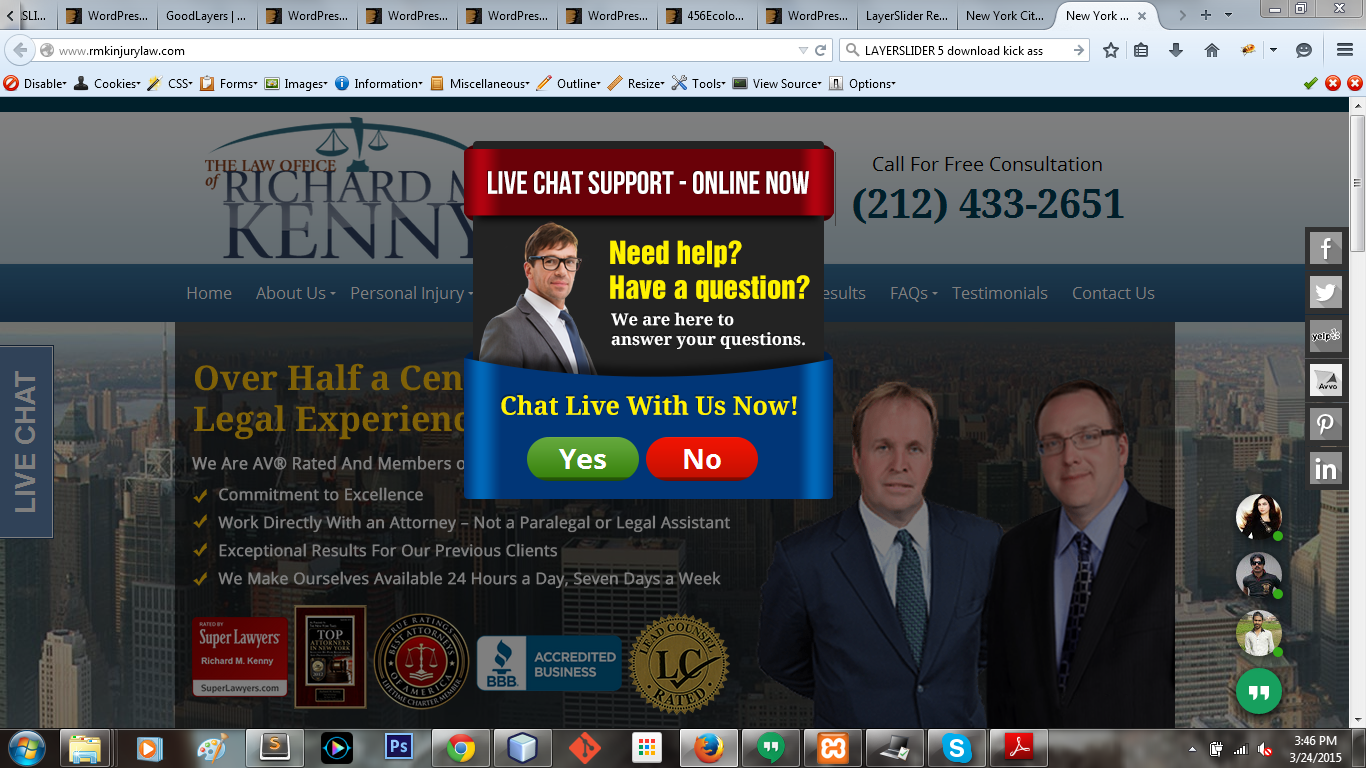 SLI...
WordPres...
GoodLayers | ...
WordPres...
WordPres...
WordPres...
WordPres...
456Ecolo...
WordPres...
LayerSlider Re...
New York Cit...
New York ...
www.rmkinjurylaw.com
LAYERSLIDER 5 download kick ass
Disable
Cookies
CSS
Forms
Images
Information
Miscellaneous
Outline
Resize
Tools
View Source
Options
THE LAW OFFICE
of RICHARD M
KENNY
Call For Free Consultation
(212) 433-2651
LIVE CHAT SUPPORT - ONLINE NOW
Need help?
Have a question?
We are here to
answer your questions.
Chat Live With Us Now!
Yes
No
Home
About Us
Personal Injury
esults
FAQs
Testimonials
Contact Us
f
yelp
Avvo
in
LIVE CHAT
Over Half a Cen
Legal Experienc
We Are AV® Rated And Members o
Commitment to Excellence
Work Directly With an Attorney – Not a Paralegal or Legal Assistant
Exceptional Results For Our Previous Clients
We Make Ourselves Available 24 Hours a Day, Seven Days a Week
RATED BY
Super Lawyers
Richard M. Kenny
SuperLawyers.com
TOP
ATTORNEYS
IN NEW YORK
RUE RATINGS
BEST ATTORNEYS
OF AMERICA
LIFETIME CHARTER MEMBER
BBB
ACCREDITED
BUSINESS
LEAD COUNSEL
LC
RATED
S
Ps
S
3:46 PM
3/24/2015